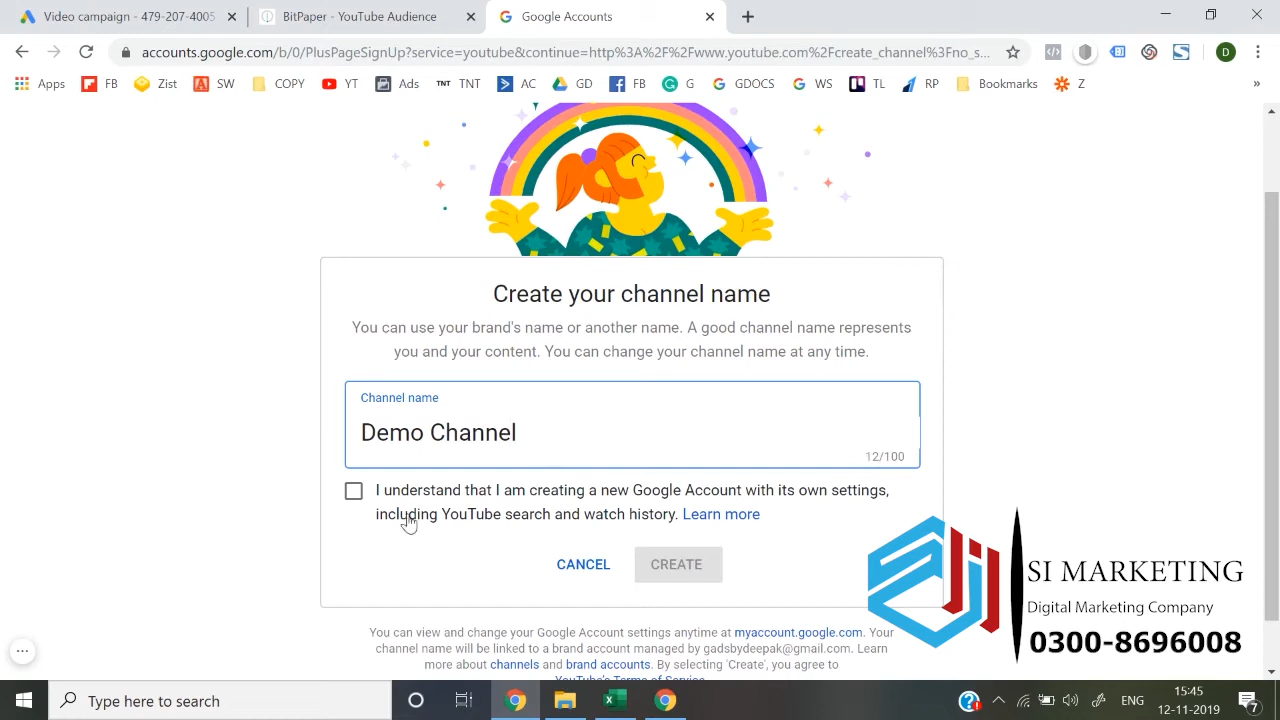 Video campaign - 479-207-4005
BitPaper - YouTube Audience
Google Accounts
accounts.google.com/b/0/PlusPageSignUp?service=youtube&continue=http%3A%2F%2Fwww.youtube.com%2Fcreate_channel%3Fno_s...
D
Apps FB Zist SW COPY YT Ads TNT TNT AC GD FB G GDOCS WS TL RP Bookmarks Z »
Create your channel name
You can use your brand's name or another name. A good channel name represents
you and your content. You can change your channel name at any time.
Channel name
Demo Channel
12/100
I understand that I am creating a new Google Account with its own settings,
including YouTube search and watch history. Learn more
CANCEL CREATE
You can view and change your Google Account settings anytime at myaccount.google.com. Your
channel name will be linked to a brand account managed by gadsbydeepak@gmail.com. Learn
more about channels and brand accounts. By selecting 'Create', you agree to
YouTube's Terms of Service
SI MARKETING
Digital Marketing Company
0300-8696008
Type here to search
ENG
15:45
12-11-2019
7